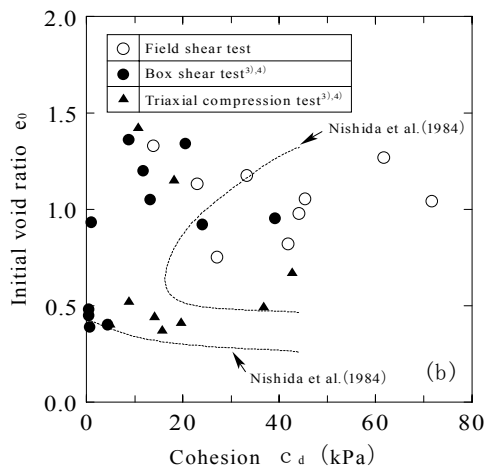 2.0
○ Field shear test
● Box shear test³⁾,⁴⁾
▲ Triaxial compression test³⁾,⁴⁾
Nishida et al.(1984)
1.5
1.0
0.5
0.0
Initial void ratio e₀
Nishida et al.(1984)
(b)
0 20 40 60 80
Cohesion c d (kPa)